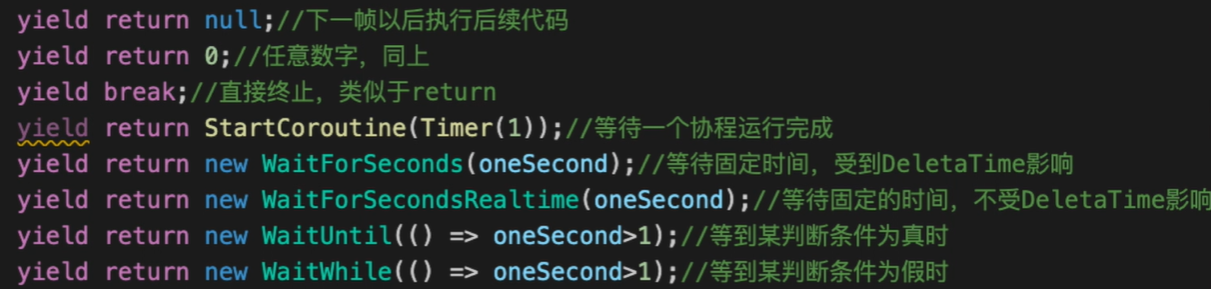 yield return null;//下一帧以后执行后续代码
yield return 0;//任意数字，同上
yield break;//直接终止，类似于return
yield return StartCoroutine(Timer(1));//等待一个协程运行完成
yield return new WaitForSeconds(oneSecond);//等待固定时间，受到DeletaTime影响
yield return new WaitForSecondsRealtime(oneSecond);//等待固定的时间，不受DeletaTime影响
yield return new WaitUntil(() => oneSecond>1);//等到某判断条件为真时
yield return new WaitWhile(() => oneSecond>1);//等到某判断条件为假时